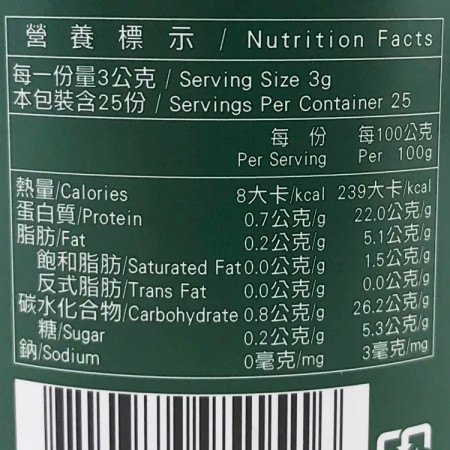 營養標示 / Nutrition Facts
每一份量3公克 / Serving Size 3g
本包裝含25份 / Servings Per Container 25
每 份 每100公克
Per Serving Per 100g
熱量/Calories 8大卡/kcal 239大卡/kcal
蛋白質/Protein 0.7公克/g 22.0公克/g
脂肪/Fat 0.2公克/g 5.1公克/g
飽和脂肪/Saturated Fat 0.0公克/g 1.5公克/g
反式脂肪/Trans Fat 0.0公克/g 0.0公克/g
碳水化合物/Carbohydrate 0.8公克/g 26.2公克/g
糖/Sugar 0.2公克/g 5.3公克/g
鈉/Sodium 0毫克/mg 3毫克/mg